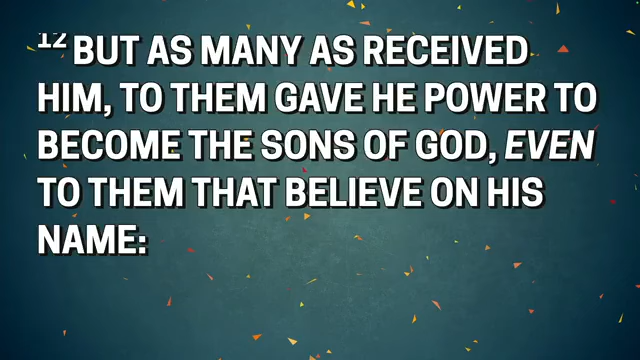 12 BUT AS MANY AS RECEIVED
HIM, TO THEM GAVE HE POWER TO
BECOME THE SONS OF GOD, EVEN
TO THEM THAT BELIEVE ON HIS
NAME: